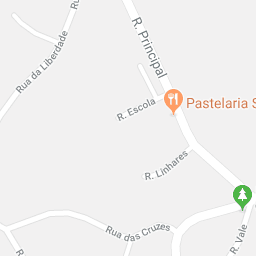 R. Principal
Rua da Liberdade
R. Escola
Pastelaria S
R. Linhares
Rua das Cruzes
R. Vale